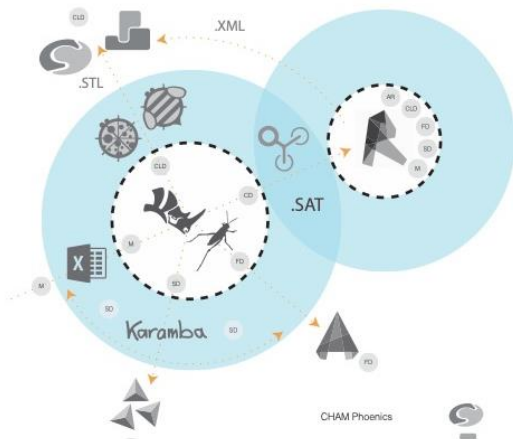 CLD
.XML
.STL
AR
CLD
FD
SD
M
CLD
CD
.SAT
M
X
SD
FD
M
SD
Karamba
SD
FD
CHAM Phoenics